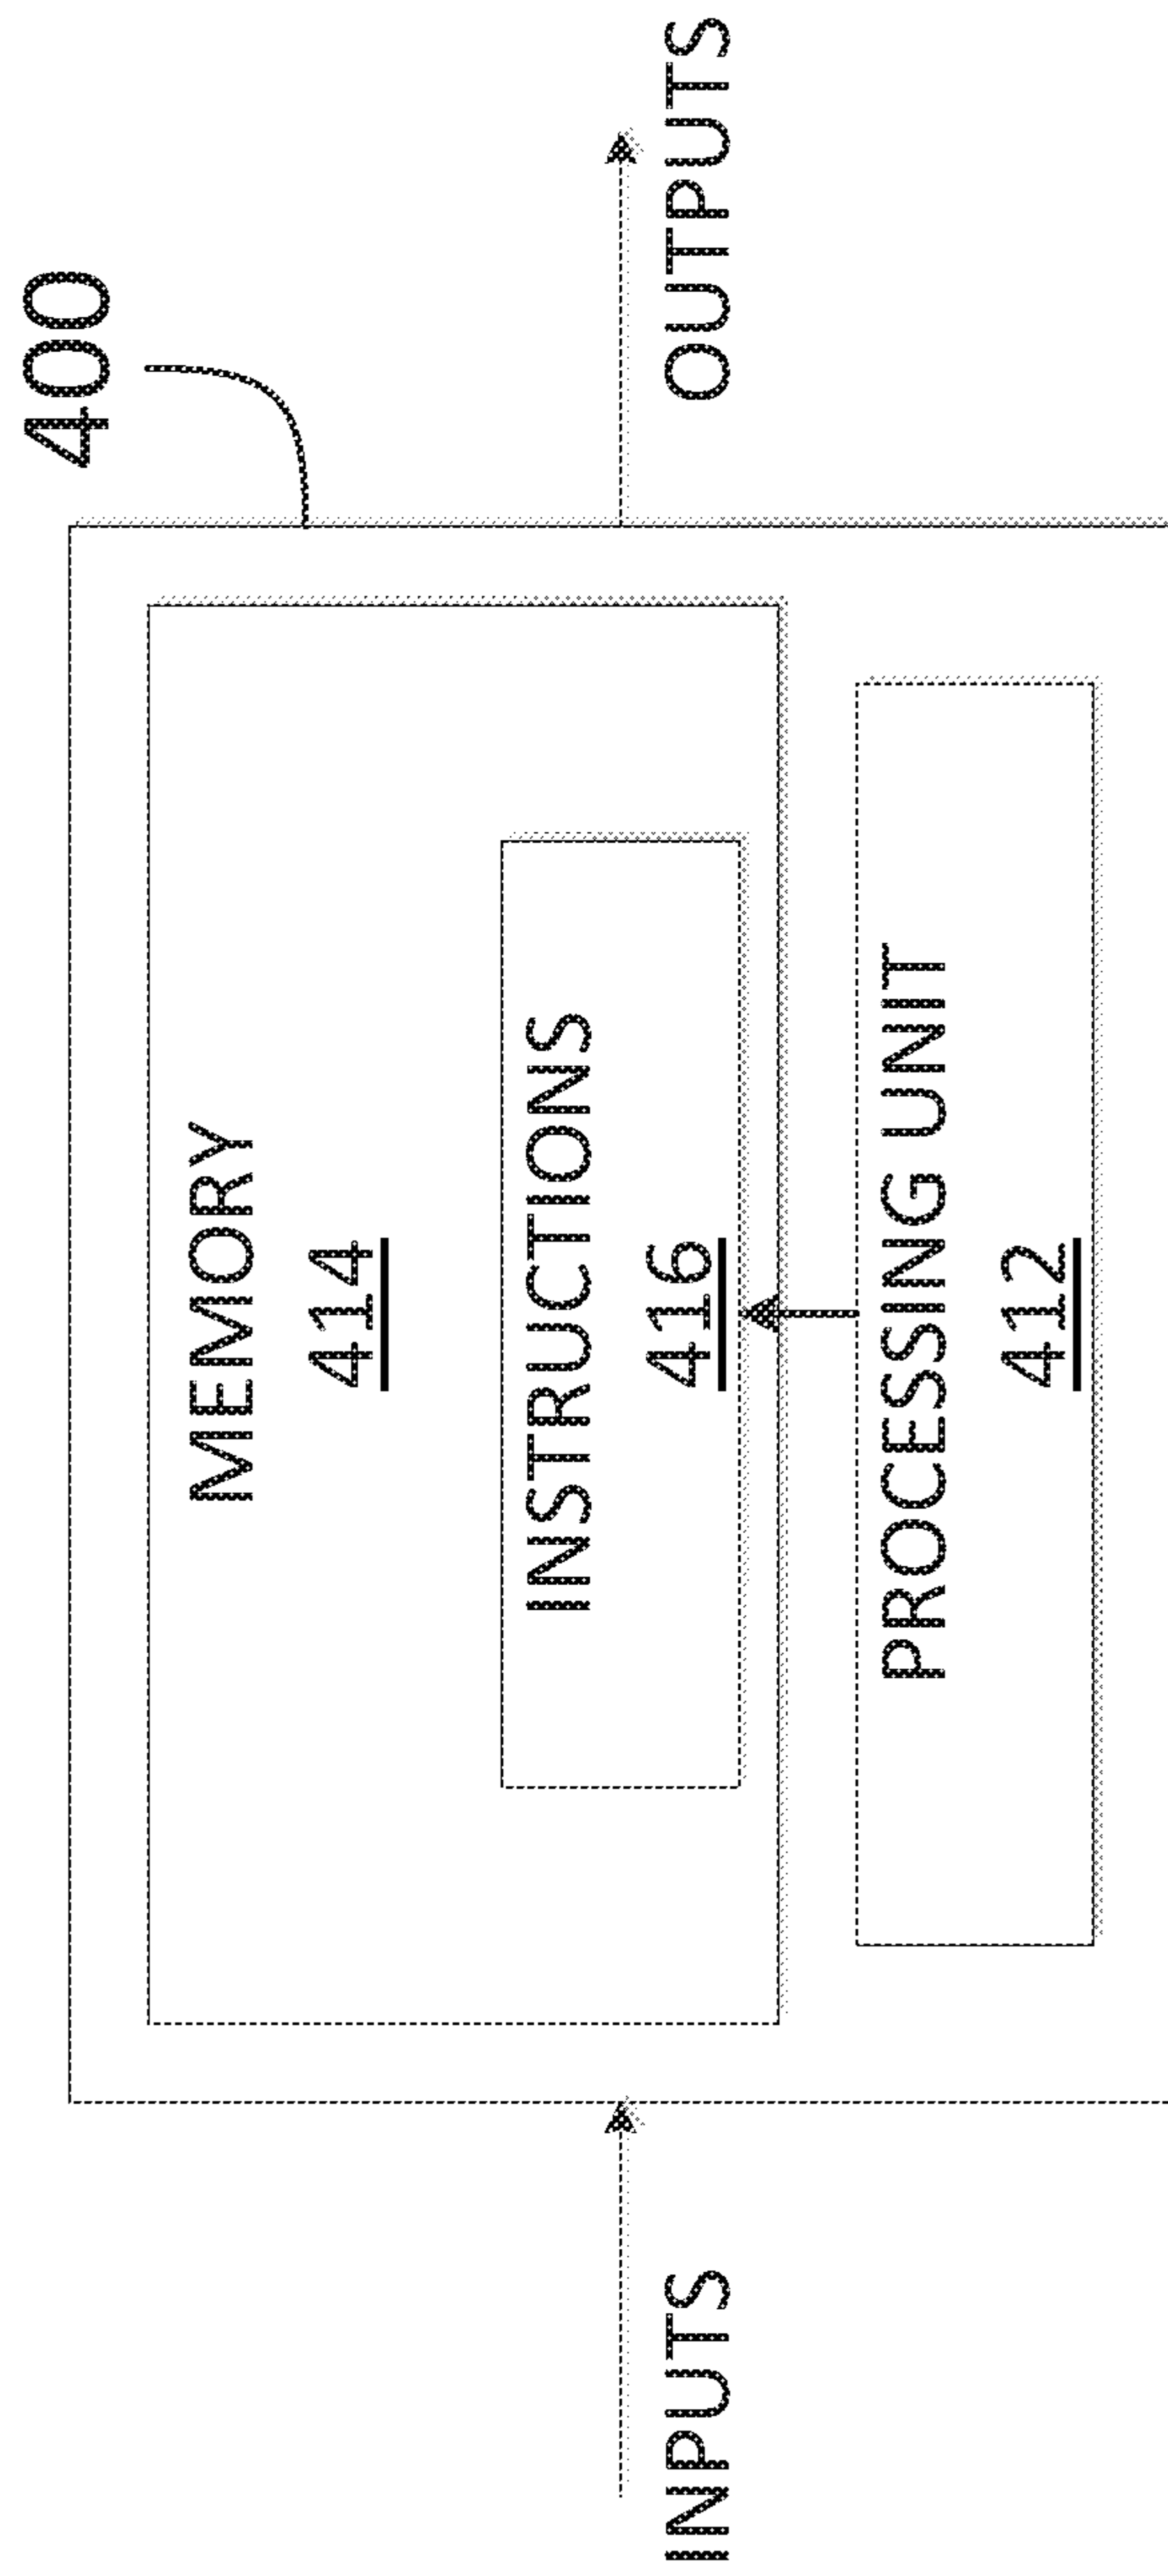 400
MEMORY
414
INSTRUCTIONS
416
INPUTS
OUTPUTS
PROCESSING UNIT
412